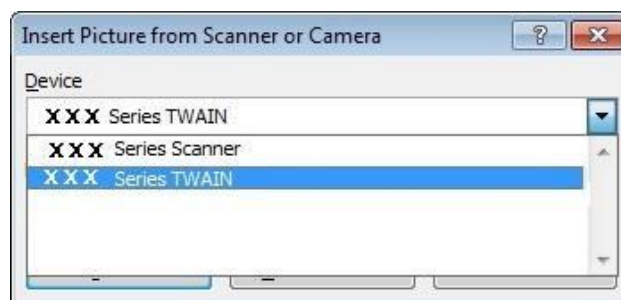 Insert Picture from Scanner or Camera
Device
XXX Series TWAIN
XXX Series Scanner
XXX Series TWAIN